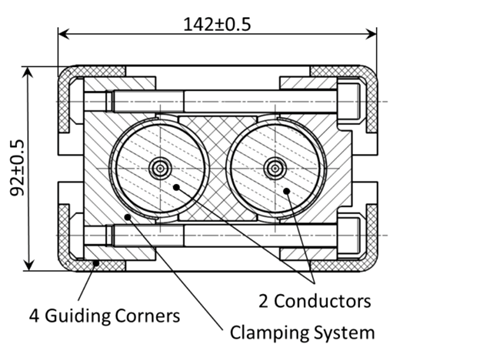 142±0.5
92±0.5
2 Conductors
4 Guiding Corners
Clamping System